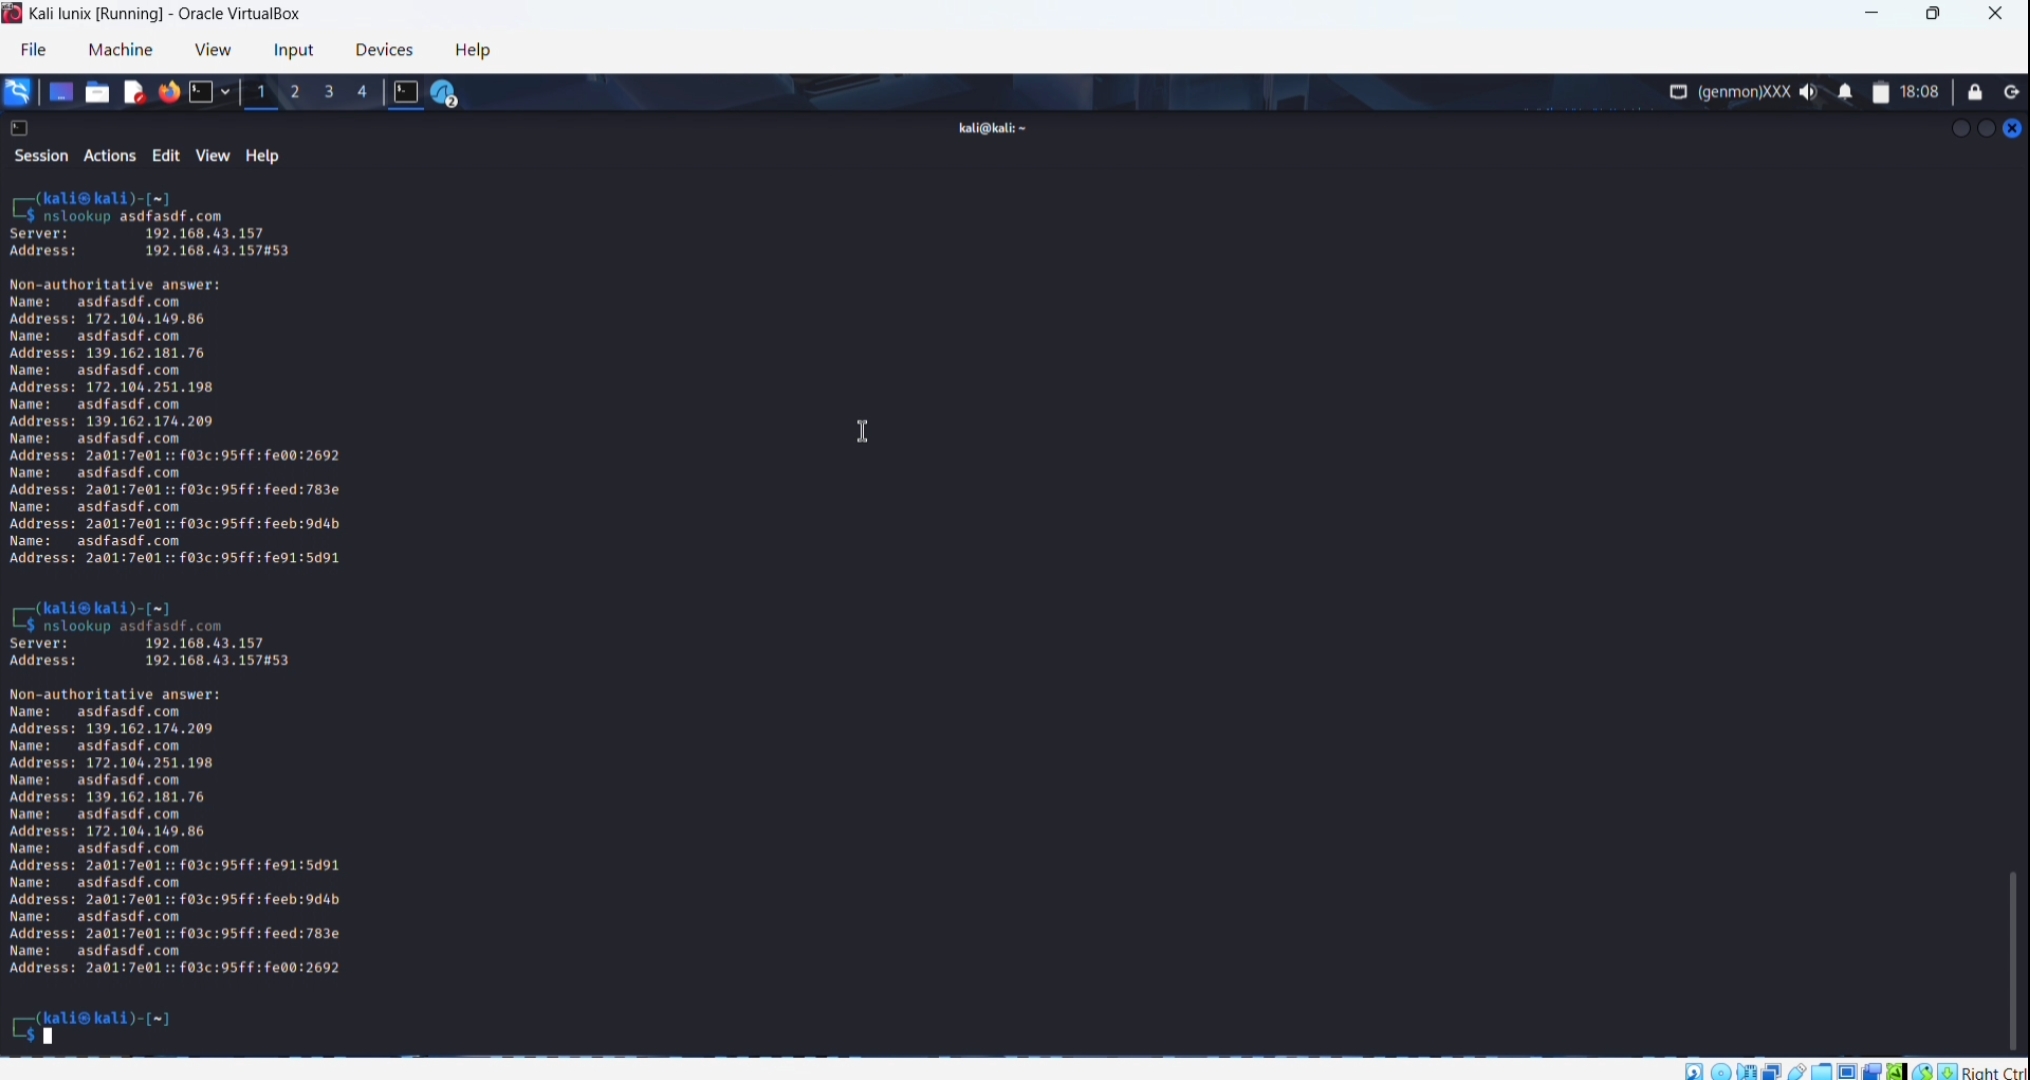 Kali lunix [Running] - Oracle VirtualBox
File Machine View Input Devices Help
1 2 3 4 2 (genmon)XXX 18:08
kali@kali: ~
Session Actions Edit View Help
┌──(kali㉿kali)-[~]
└─$ nslookup asdfasdf.com
Server: 192.168.43.157
Address: 192.168.43.157#53
Non-authoritative answer:
Name: asdfasdf.com
Address: 172.104.149.86
Name: asdfasdf.com
Address: 139.162.181.76
Name: asdfasdf.com
Address: 172.104.251.198
Name: asdfasdf.com
Address: 139.162.174.209
Name: asdfasdf.com
Address: 2a01:7e01::f03c:95ff:fe00:2692
Name: asdfasdf.com
Address: 2a01:7e01::f03c:95ff:feed:783e
Name: asdfasdf.com
Address: 2a01:7e01::f03c:95ff:feeb:9d4b
Name: asdfasdf.com
Address: 2a01:7e01::f03c:95ff:fe91:5d91
┌──(kali㉿kali)-[~]
└─$ nslookup asdfasdf.com
Server: 192.168.43.157
Address: 192.168.43.157#53
Non-authoritative answer:
Name: asdfasdf.com
Address: 139.162.174.209
Name: asdfasdf.com
Address: 172.104.251.198
Name: asdfasdf.com
Address: 139.162.181.76
Name: asdfasdf.com
Address: 172.104.149.86
Name: asdfasdf.com
Address: 2a01:7e01::f03c:95ff:fe91:5d91
Name: asdfasdf.com
Address: 2a01:7e01::f03c:95ff:feeb:9d4b
Name: asdfasdf.com
Address: 2a01:7e01::f03c:95ff:feed:783e
Name: asdfasdf.com
Address: 2a01:7e01::f03c:95ff:fe00:2692
┌──(kali㉿kali)-[~]
└─$
Right Ctrl